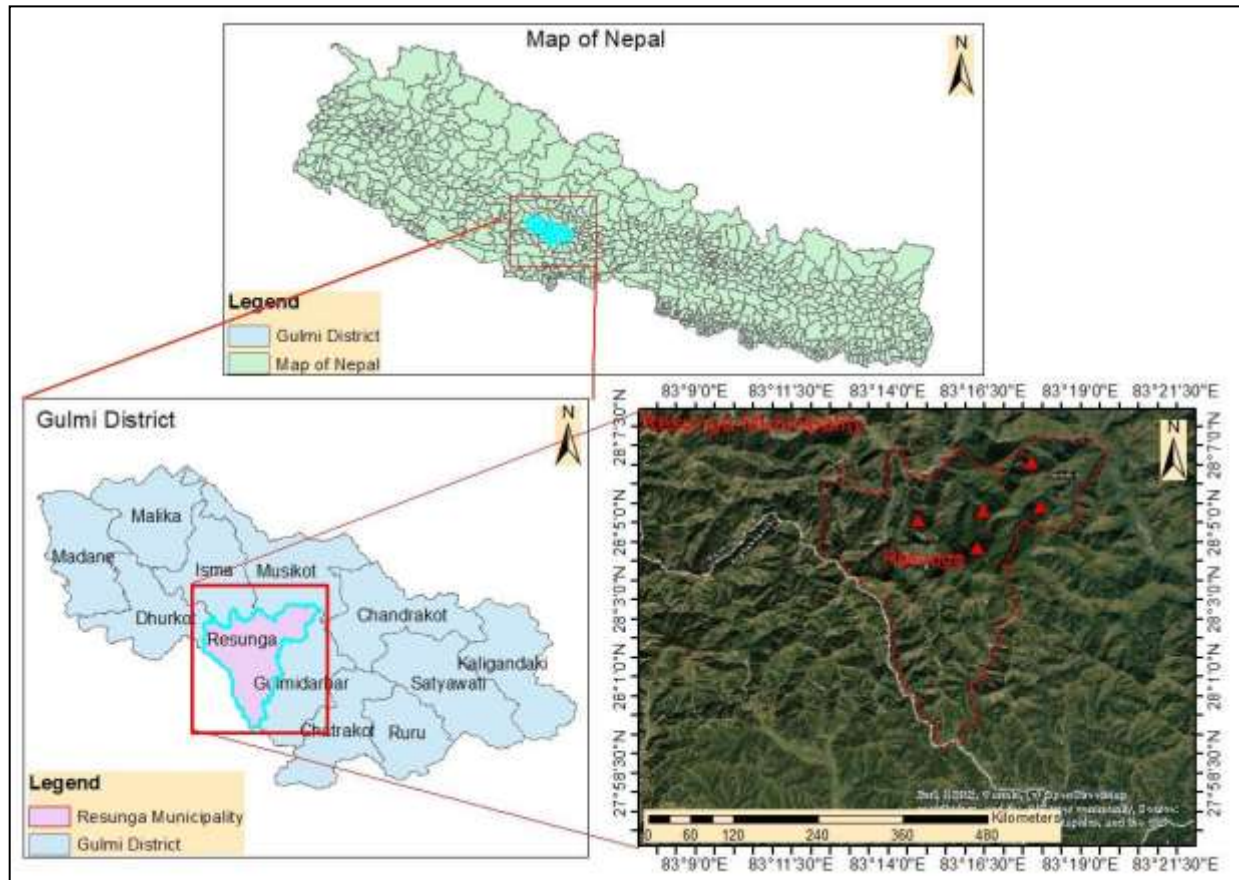 Map of Nepal
N
Legend
Gulmi District
Map of Nepal
Gulmi District
N
Malika
Madane
Isma
Musikot
Dhurkot
Chandrakot
Resunga
Kaligandaki
Gulmidarbar
Satyawati
Chatrakot
Ruru
Legend
Resunga Municipality
Gulmi District
83°9'0"E 83°11'30"E 83°14'0"E 83°16'30"E 83°19'0"E 83°21'30"E
Resunga Municipality
N
28°7'30"N
28°7'0"N
28°5'0"N
28°5'0"N
28°3'0"N
28°3'0"N
28°1'0"N
28°1'0"N
27°58'30"N
27°58'30"N
Resunga
Kilometers
0 30 60 120 240 360 480
83°9'0"E 83°11'30"E 83°14'0"E 83°16'30"E 83°19'0"E 83°21'30"E